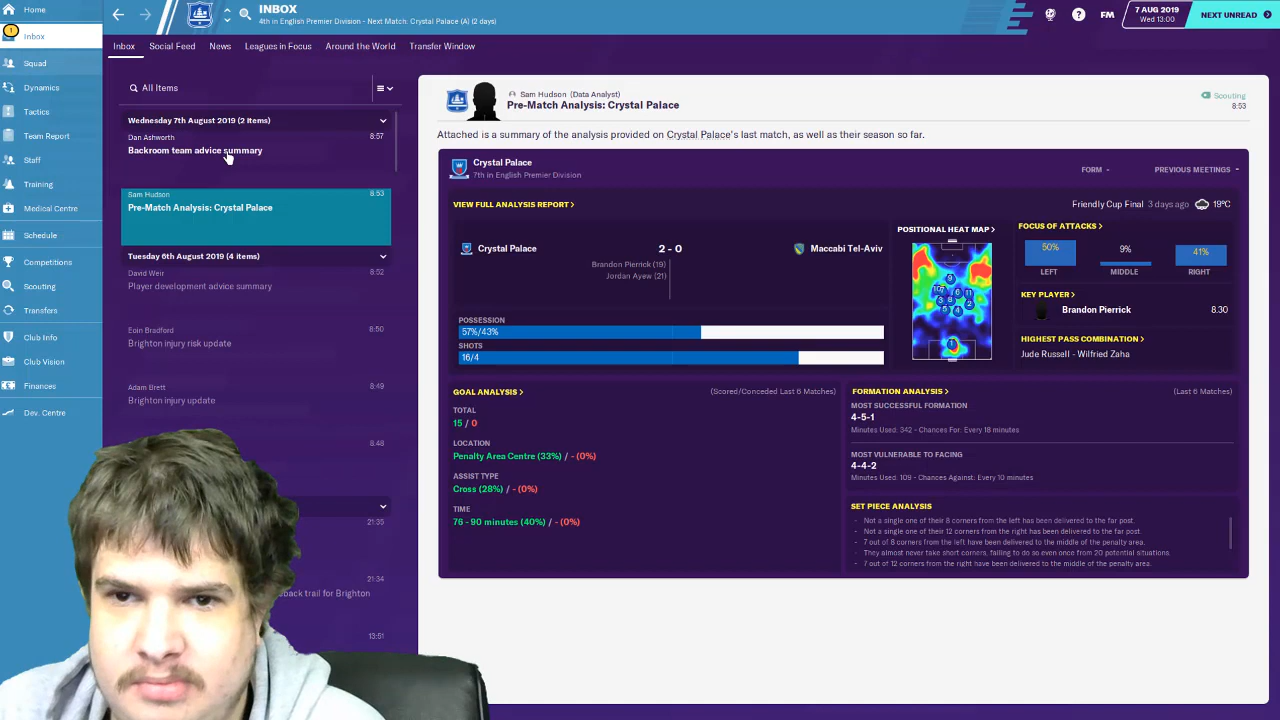 Home
Inbox
Squad
Dynamics
Tactics
Team Report
Staff
Training
Medical Centre
Schedule
Competitions
Scouting
Transfers
Club Info
Club Vision
Finances
Dev. Centre
INBOX
4th in English Premier Division - Next Match: Crystal Palace (A) (2 days)
FM
7 AUG 2019
Wed 13:00
NEXT UNREAD
Inbox
Social Feed
News
Leagues in Focus
Around the World
Transfer Window
All Items
Wednesday 7th August 2019 (2 Items)
Dan Ashworth
8:57
Backroom team advice summary
Sam Hudson
8:53
Pre-Match Analysis: Crystal Palace
Tuesday 6th August 2019 (4 items)
David Weir
8:52
Player development advice summary
Eoin Bradford
8:50
Brighton injury risk update
Adam Brett
8:49
Brighton injury update
8:48
21:35
21:34
back trail for Brighton
13:51
Sam Hudson (Data Analyst)
Pre-Match Analysis: Crystal Palace
Scouting
8:53
Attached is a summary of the analysis provided on Crystal Palace's last match, as well as their season so far.
Crystal Palace
7th in English Premier Division
FORM -
PREVIOUS MEETINGS -
VIEW FULL ANALYSIS REPORT >
Friendly Cup Final 3 days ago 19°C
Crystal Palace
2 - 0
Maccabi Tel-Aviv
Brandon Pierrick (19)
Jordan Ayew (21)
POSSESSION
57%/43%
SHOTS
16/4
POSITIONAL HEAT MAP >
FOCUS OF ATTACKS >
50%
9%
41%
LEFT
MIDDLE
RIGHT
KEY PLAYER >
Brandon Pierrick
8.30
HIGHEST PASS COMBINATION >
Jude Russell - Wilfried Zaha
GOAL ANALYSIS >
(Scored/Conceded Last 6 Matches)
TOTAL
15 / 0
LOCATION
Penalty Area Centre (33%) / - (0%)
ASSIST TYPE
Cross (28%) / - (0%)
TIME
76 - 90 minutes (40%) / - (0%)
FORMATION ANALYSIS >
(Last 6 Matches)
MOST SUCCESSFUL FORMATION
4-5-1
Minutes Used: 342 - Chances For: Every 18 minutes
MOST VULNERABLE TO FACING
4-4-2
Minutes Used: 109 - Chances Against: Every 10 minutes
SET PIECE ANALYSIS
- Not a single one of their 8 corners from the left has been delivered to the far post.
- Not a single one of their 12 corners from the right has been delivered to the far post.
- 7 out of 8 corners from the left have been delivered to the middle of the penalty area.
- They almost never take short corners, failing to do so even once from 20 potential situations.
- 7 out of 12 corners from the right have been delivered to the middle of the penalty area.